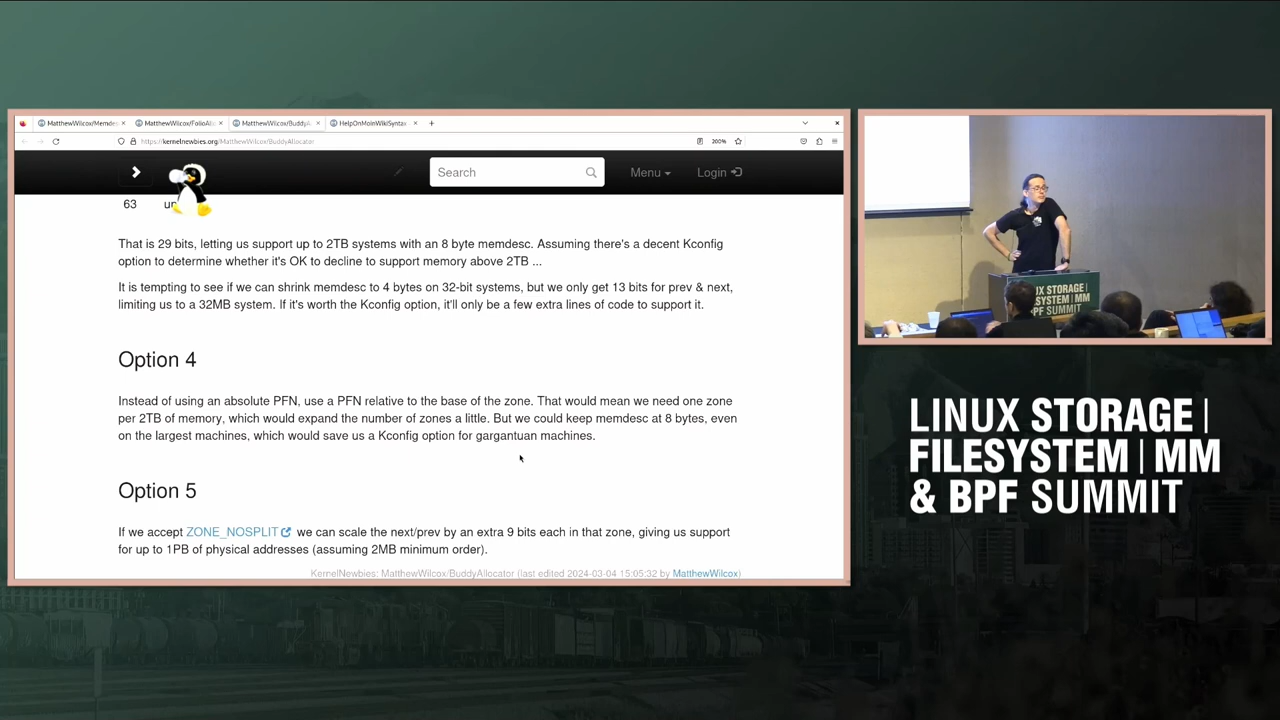 MatthewWilcox/Memdes
MatthewWilcox/FolioAll
MatthewWilcox/BuddyA
HelpOnMoinWikiSyntax
https://kernelnewbies.org/MatthewWilcox/BuddyAllocator
200%
Search
Menu
Login
63
That is 29 bits, letting us support up to 2TB systems with an 8 byte memdesc. Assuming there's a decent Kconfig
option to determine whether it's OK to decline to support memory above 2TB ...
It is tempting to see if we can shrink memdesc to 4 bytes on 32-bit systems, but we only get 13 bits for prev & next,
limiting us to a 32MB system. If it's worth the Kconfig option, it'll only be a few extra lines of code to support it.
Option 4
Instead of using an absolute PFN, use a PFN relative to the base of the zone. That would mean we need one zone
per 2TB of memory, which would expand the number of zones a little. But we could keep memdesc at 8 bytes, even
on the largest machines, which would save us a Kconfig option for gargantuan machines.
Option 5
If we accept ZONE_NOSPLIT we can scale the next/prev by an extra 9 bits each in that zone, giving us support
for up to 1PB of physical addresses (assuming 2MB minimum order).
KernelNewbies: MatthewWilcox/BuddyAllocator (last edited 2024-03-04 15:05:32 by MatthewWilcox)
LINUX STORAGE|
FILESYSTEM|MM
& BPF SUMMIT
LINUX STORAGE |
FILESYSTEM | MM
& BPF SUMMIT